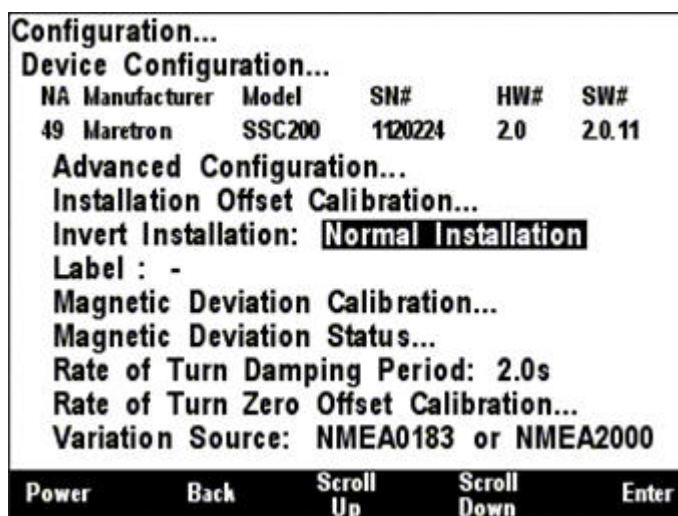 Configuration...
Device Configuration...
NA Manufacturer Model SN# HW# SW#
49 Maretron SSC200 1120224 2.0 2.0.11
Advanced Configuration...
Installation Offset Calibration...
Invert Installation: Normal Installation
Label : -
Magnetic Deviation Calibration...
Magnetic Deviation Status...
Rate of Turn Damping Period: 2.0s
Rate of Turn Zero Offset Calibration...
Variation Source: NMEA0183 or NMEA2000
Power Back Scroll Up Scroll Down Enter